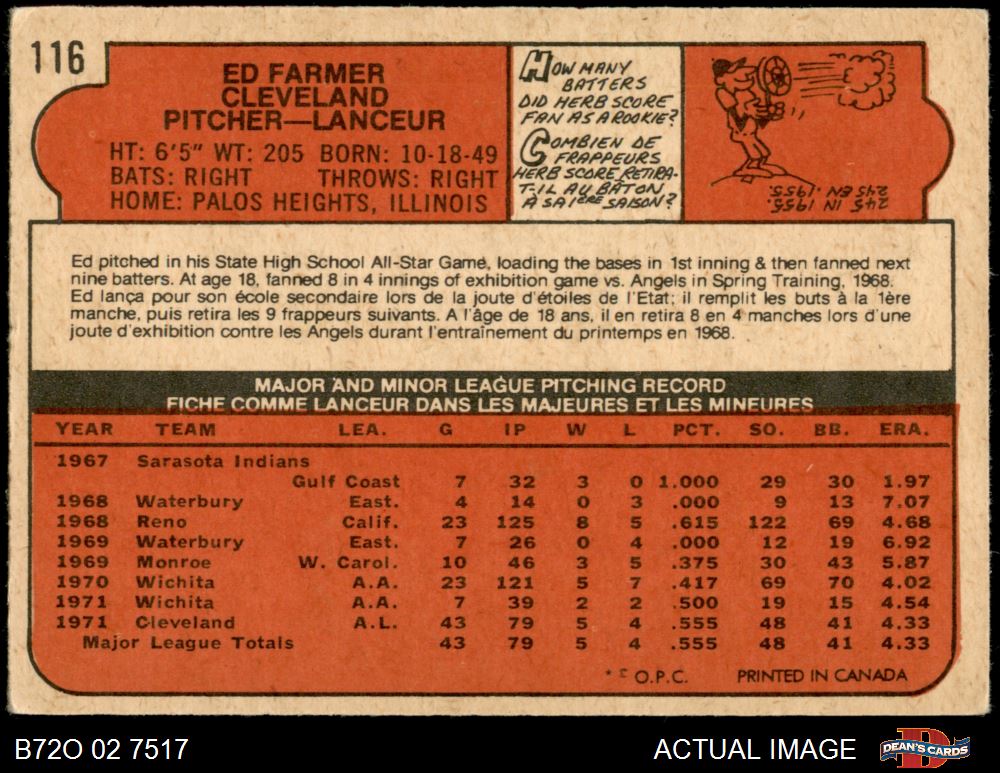 116
ED FARMER
CLEVELAND
PITCHER—LANCEUR
HT: 6'5" WT: 205 BORN: 10-18-49
BATS: RIGHT THROWS: RIGHT
HOME: PALOS HEIGHTS, ILLINOIS
HOW MANY
BATTERS
DID HERB SCORE
FAN AS A ROOKIE?
COMBIEN DE
FRAPPEURS
HERB SCORE RETIRA-
T-IL AU BÂTON
À SA 1ÈRE SAISON?
245 IN 1955.
245 EN 1955.
Ed pitched in his State High School All-Star Game, loading the bases in 1st inning & then fanned next
nine batters. At age 18, fanned 8 in 4 innings of exhibition game vs. Angels in Spring Training, 1968.
Ed lança pour son école secondaire lors de la joute d'étoiles de l'Etat; il remplit les buts à la 1ère
manche, puis retira les 9 frappeurs suivants. A l'âge de 18 ans, il en retira 8 en 4 manches lors d'une
joute d'exhibition contre les Angels durant l'entraînement du printemps en 1968.
MAJOR AND MINOR LEAGUE PITCHING RECORD
FICHE COMME LANCEUR DANS LES MAJEURES ET LES MINEURES
YEAR TEAM LEA. G IP W L PCT. SO. BB. ERA.
1967 Sarasota Indians
Gulf Coast 7 32 3 0 1.000 29 30 1.97
1968 Waterbury East. 4 14 0 3 .000 9 13 7.07
1968 Reno Calif. 23 125 8 5 .615 122 69 4.68
1969 Waterbury East. 7 26 0 4 .000 12 19 6.92
1969 Monroe W. Carol. 10 46 3 5 .375 30 43 5.87
1970 Wichita A.A. 23 121 5 7 .417 69 70 4.02
1971 Wichita A.A. 7 39 2 2 .500 19 15 4.54
1971 Cleveland A.L. 43 79 5 4 .555 48 41 4.33
Major League Totals 43 79 5 4 .555 48 41 4.33
* O.P.C. PRINTED IN CANADA
B72O 02 7517 ACTUAL IMAGE DEAN'S CARDS